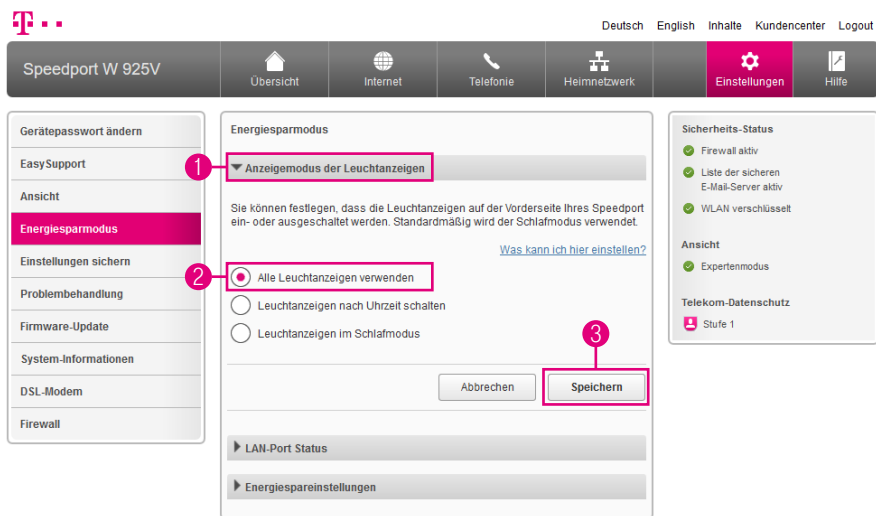 T
Deutsch English Inhalte Kundencenter Logout
Speedport W 925V
Übersicht
Internet
Telefonie
Heimnetzwerk
Einstellungen
Hilfe
Gerätepasswort ändern
EasySupport
Ansicht
Energiesparmodus
Einstellungen sichern
Problembehandlung
Firmware-Update
System-Informationen
DSL-Modem
Firewall
Energiesparmodus
1
Anzeigemodus der Leuchtanzeigen
Sie können festlegen, dass die Leuchtanzeigen auf der Vorderseite Ihres Speedport
ein- oder ausgeschaltet werden. Standardmäßig wird der Schlafmodus verwendet.
Was kann ich hier einstellen?
2
Alle Leuchtanzeigen verwenden
Leuchtanzeigen nach Uhrzeit schalten
Leuchtanzeigen im Schlafmodus
3
Abbrechen
Speichern
LAN-Port Status
Energiespareinstellungen
Sicherheits-Status
Firewall aktiv
Liste der sicheren
E-Mail-Server aktiv
WLAN verschlüsselt
Ansicht
Expertenmodus
Telekom-Datenschutz
Stufe 1